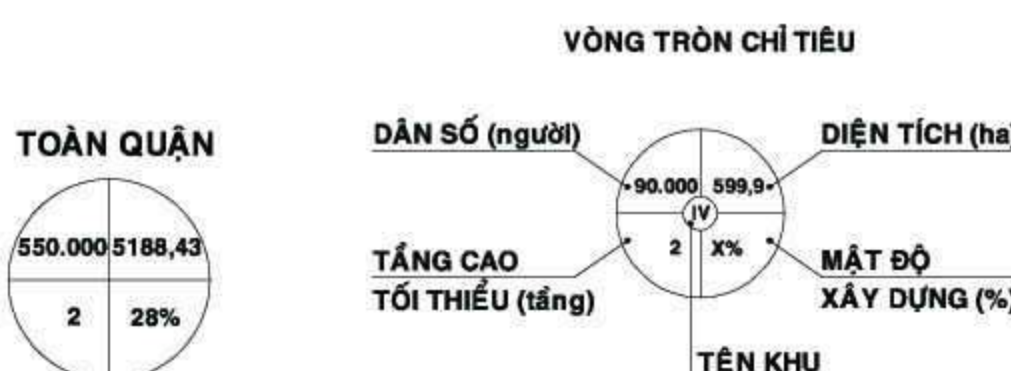 VÒNG TRÒN CHỈ TIÊU
TOÀN QUẬN
550.000 5188,43
2 28%
DÂN SỐ (người)
DIỆN TÍCH (ha)
90.000 599,9
IV
2 X%
TẦNG CAO
TỐI THIỂU (tầng)
MẬT ĐỘ
XÂY DỰNG (%)
TÊN KHU